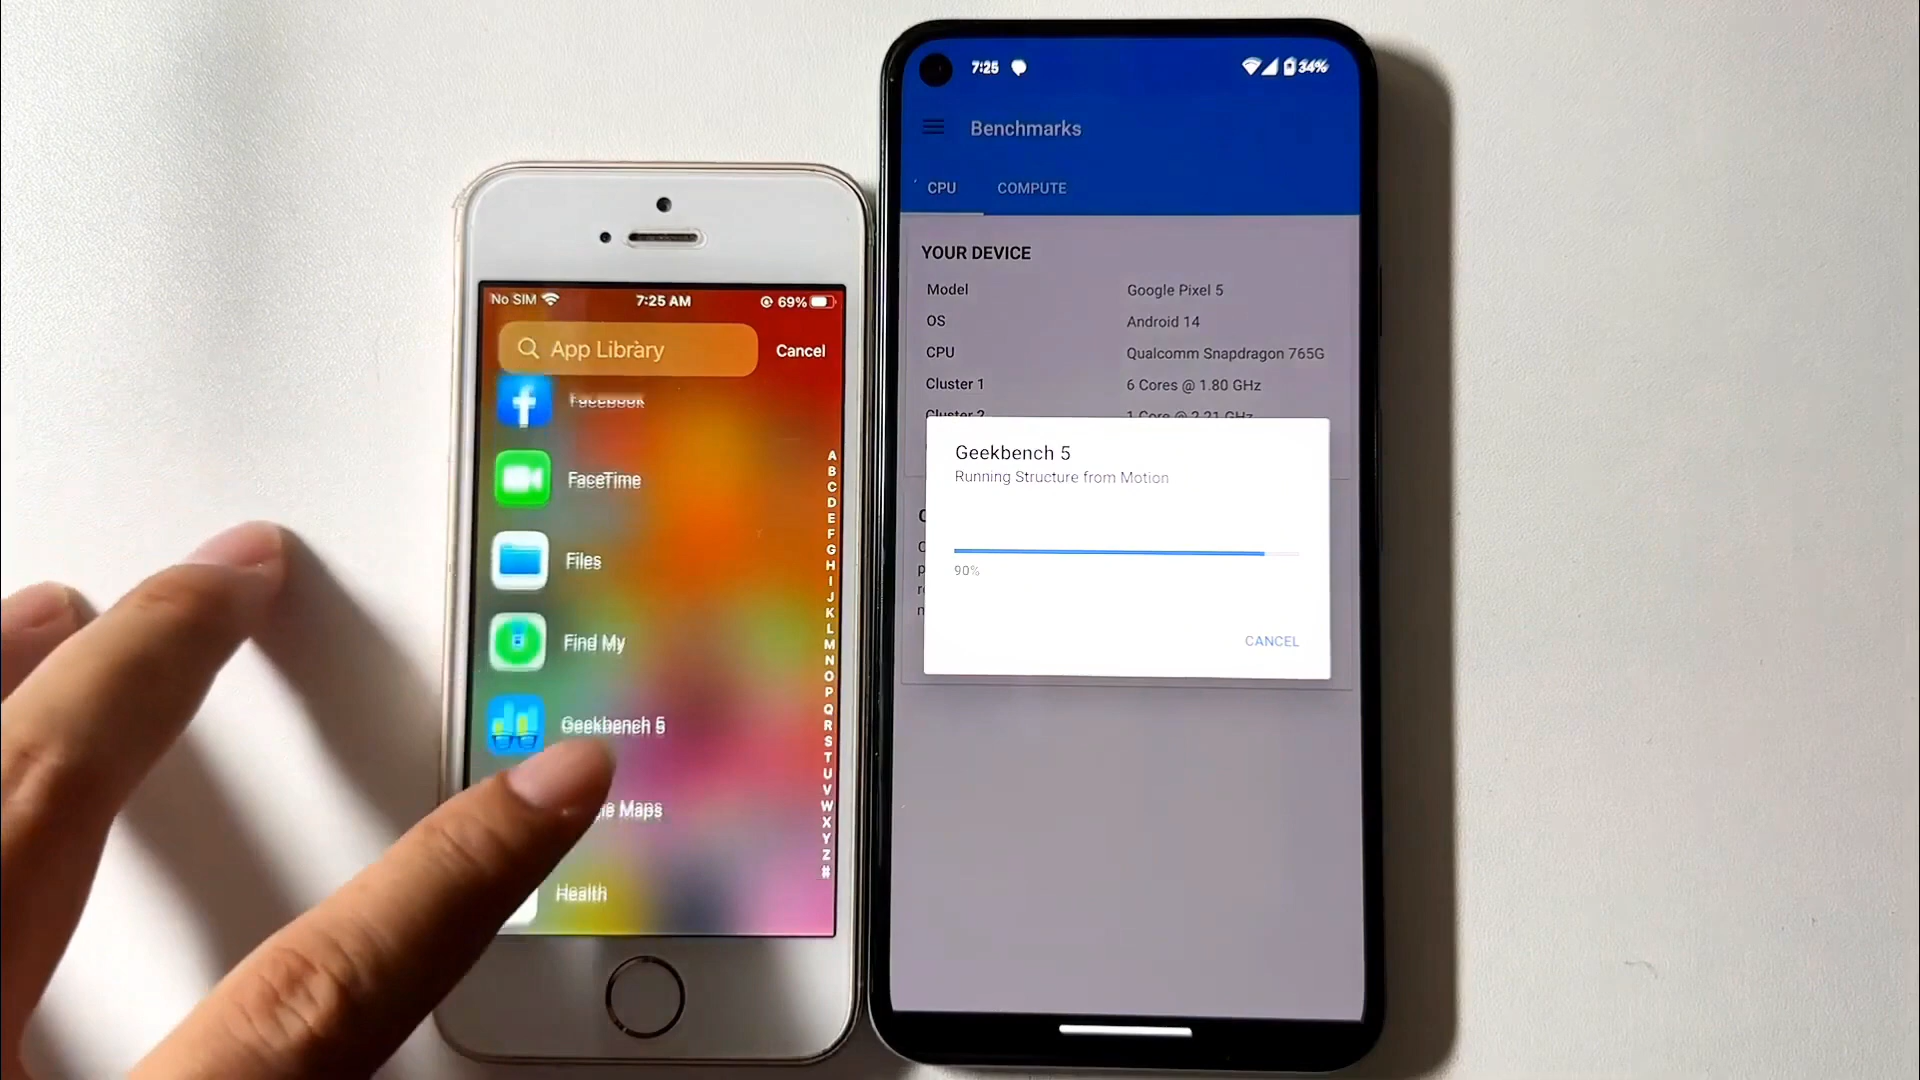 No SIM
7:25 AM
69%
App Library
Cancel
Facebook
FaceTime
Files
Find My
Geekbench 5
Maps
Health
A
B
C
D
E
F
G
H
I
J
K
L
M
N
O
P
Q
R
S
T
U
V
W
X
Y
Z
#
7:25
34%
Benchmarks
CPU
COMPUTE
YOUR DEVICE
Model
Google Pixel 5
OS
Android 14
CPU
Qualcomm Snapdragon 765G
Cluster 1
6 Cores @ 1.80 GHz
Cluster 2
1 Core @ 2.21 GHz
Geekbench 5
Running Structure from Motion
90%
CANCEL